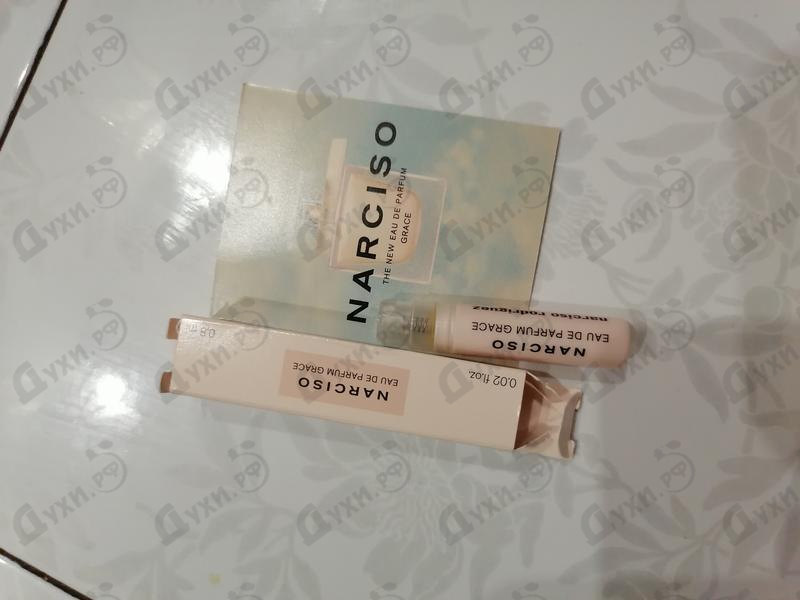 NARCISO
THE NEW EAU DE PARFUM
GRACE
NARCISO
EAU DE PARFUM GRACE
narciso rodriguez
0.8 ml
NARCISO
EAU DE PARFUM GRACE
0.02 fl.oz.
Духи.рф